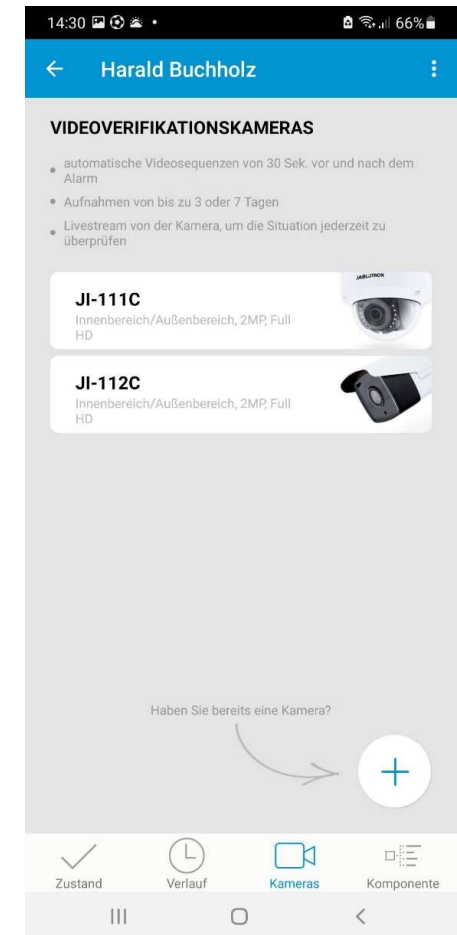 14:30
66%
Harald Buchholz
VIDEOVERIFIKATIONSKAMERAS
automatische Videosequenzen von 30 Sek. vor und nach dem
Alarm
Aufnahmen von bis zu 3 oder 7 Tagen
Livestream von der Kamera, um die Situation jederzeit zu
überprüfen
JABLOTRON
JI-111C
Innenbereich/Außenbereich, 2MP, Full
HD
JI-112C
Innenbereich/Außenbereich, 2MP, Full
HD
Haben Sie bereits eine Kamera?
Zustand
Verlauf
Kameras
Komponente